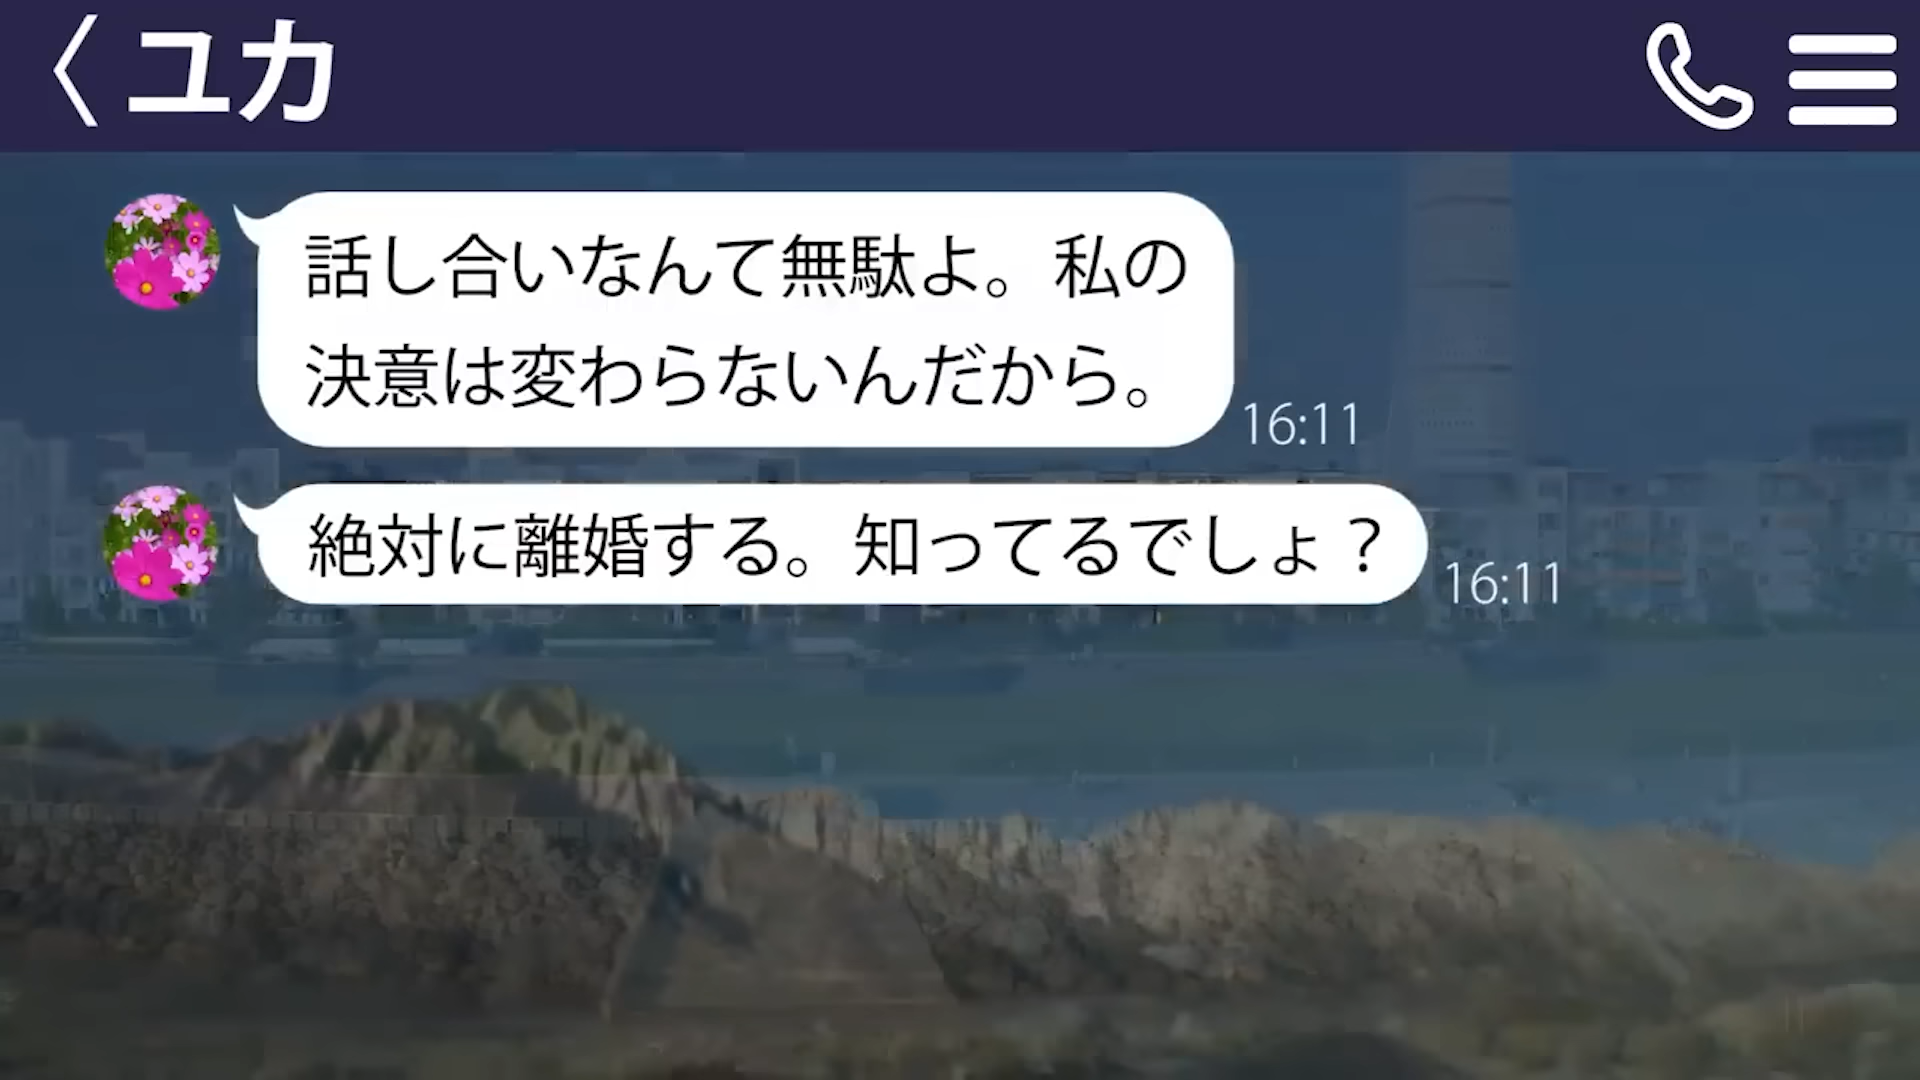 ユカ
話し合いなんて無駄よ。私の
決意は変わらないんだから。
16:11
絶対に離婚する。知ってるでしょ？
16:11